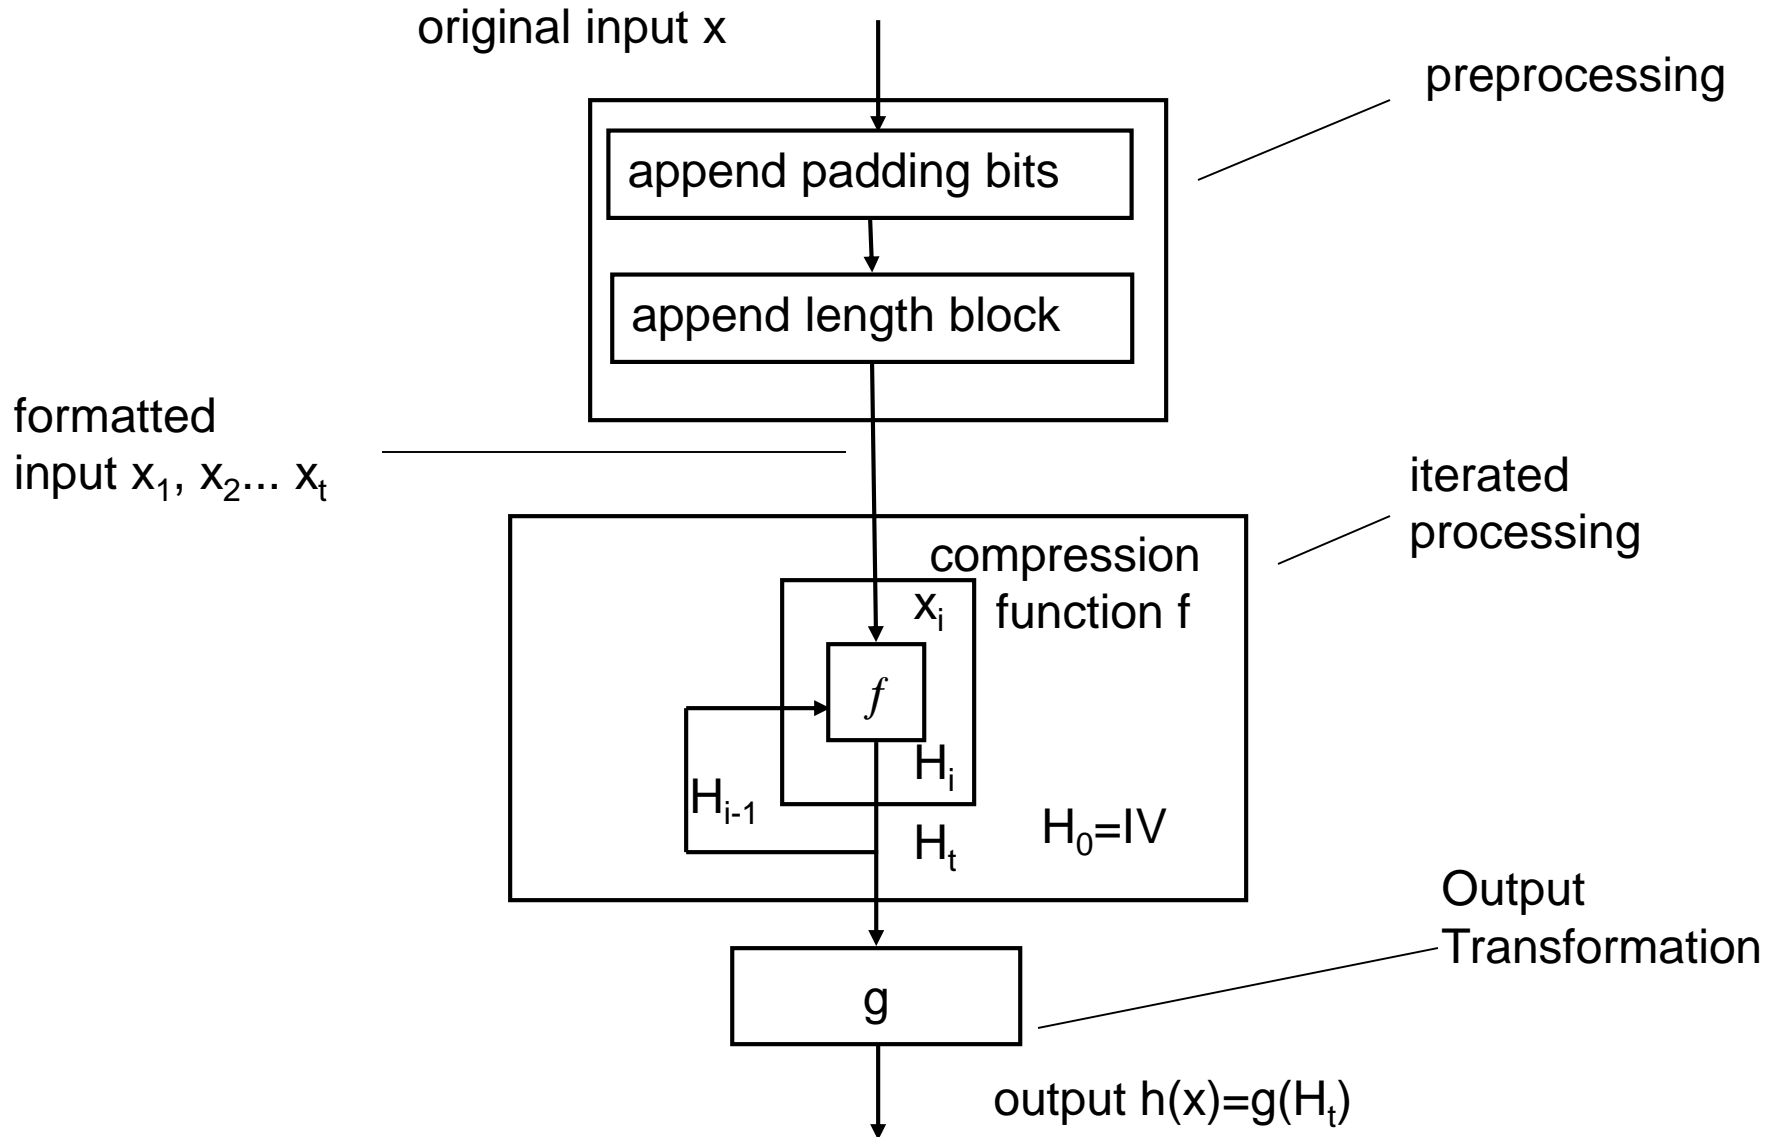 original input x
preprocessing
append padding bits
append length block
formatted
input x₁, x₂... xₜ
iterated
processing
compression
function f
xᵢ
f
Hᵢ
Hᵢ₋₁
Hₜ
H₀=IV
Output
Transformation
g
output h(x)=g(Hₜ)